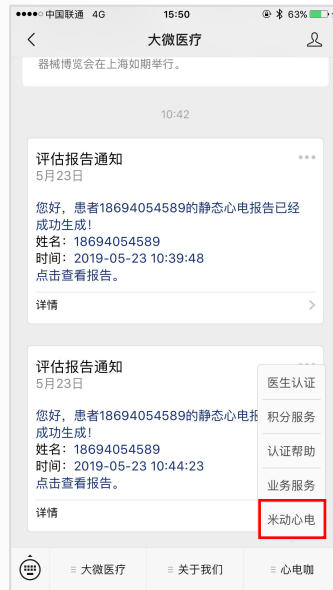 中国联通 4G 15:50 63%
大微医疗
器械博览会在上海如期举行。
10:42
评估报告通知
5月23日
您好，患者18694054589的静态心电报告已经
成功生成！
姓名：18694054589
时间：2019-05-23 10:39:48
点击查看报告。
详情
评估报告通知
5月23日
您好，患者18694054589的静态心电报
成功生成！
姓名：18694054589
时间：2019-05-23 10:44:23
点击查看报告。
详情
医生认证
积分服务
认证帮助
业务服务
米动心电
大微医疗 关于我们 心电咖